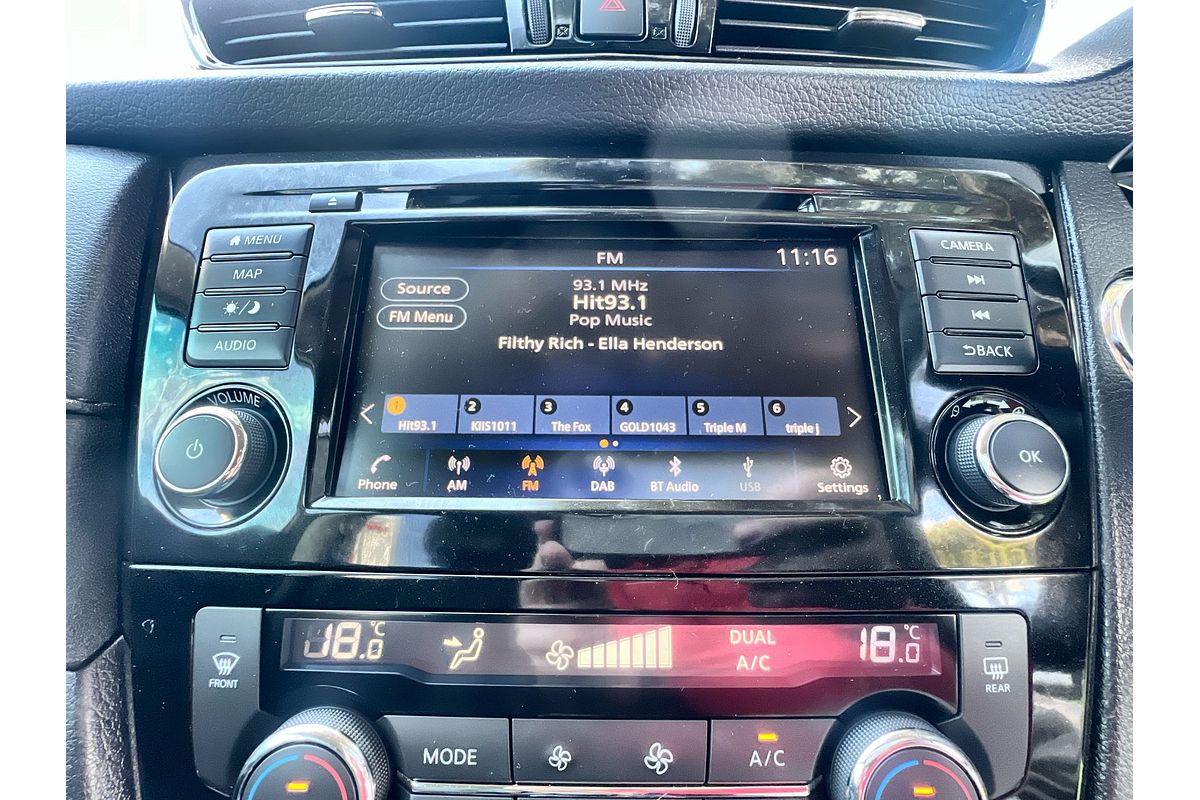 MENU
MAP
AUDIO
VOLUME
FM
11:16
Source
FM Menu
93.1 MHz
Hit93.1
Pop Music
Filthy Rich - Ella Henderson
1 Hit93.1
2 KIIS1011
3 The Fox
4 GOLD1043
5 Triple M
6 triple j
Phone
AM
FM
DAB
BT Audio
USB
Settings
CAMERA
BACK
OK
18.0 °C
DUAL
A/C
18.0 °C
FRONT
REAR
MODE
A/C